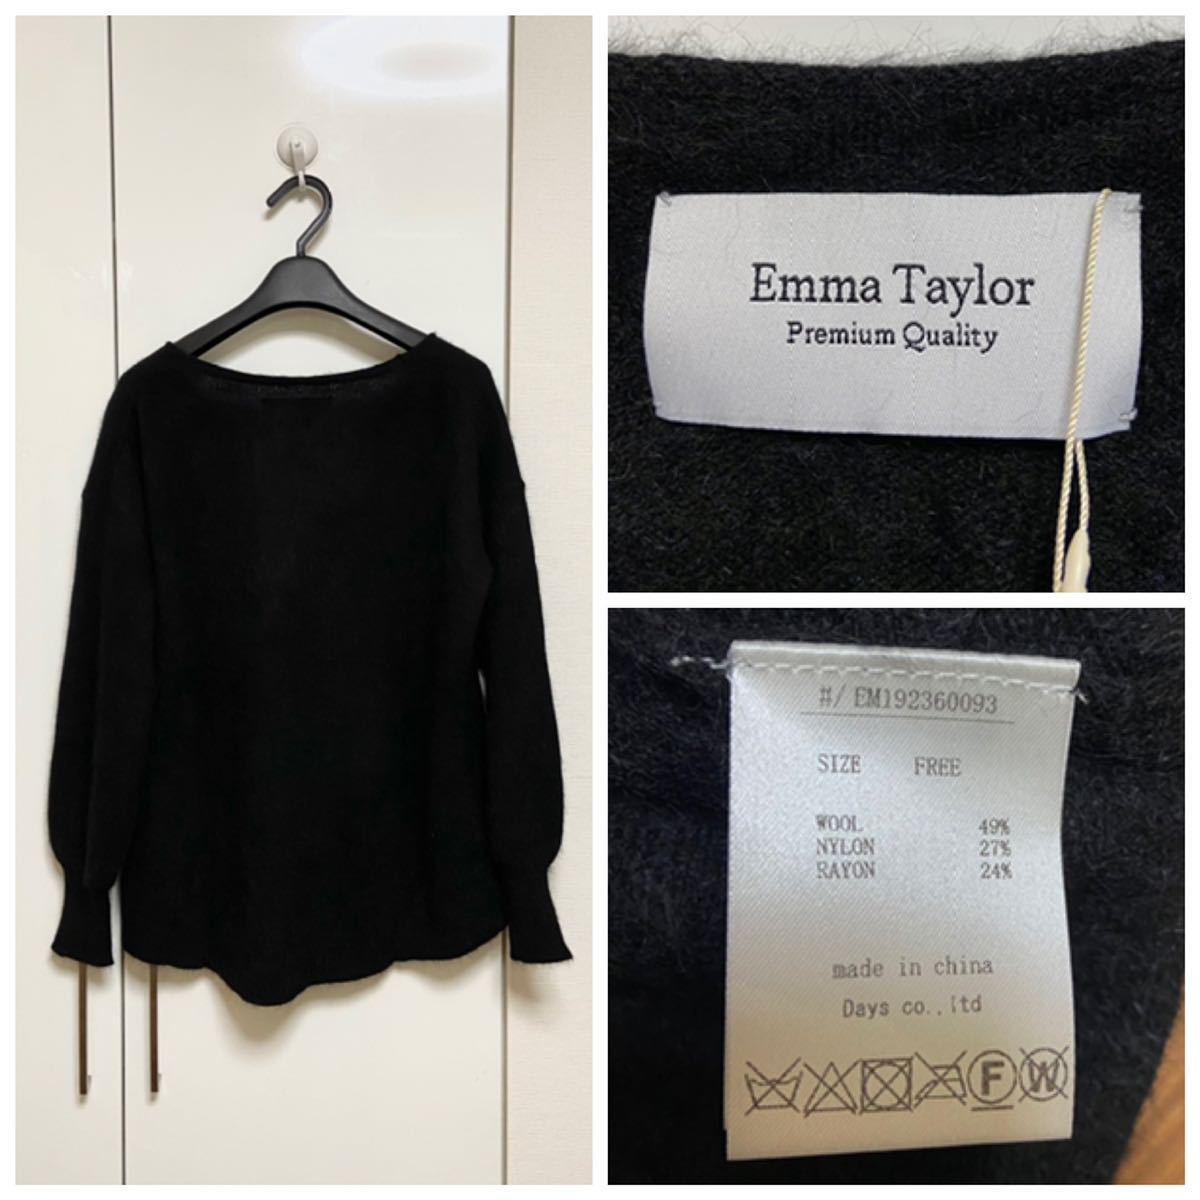 Emma Taylor
Premium Quality
#/ EM192360093
SIZE FREE
WOOL 49%
NYLON 27%
RAYON 24%
made in china
Days co.,ltd
F W